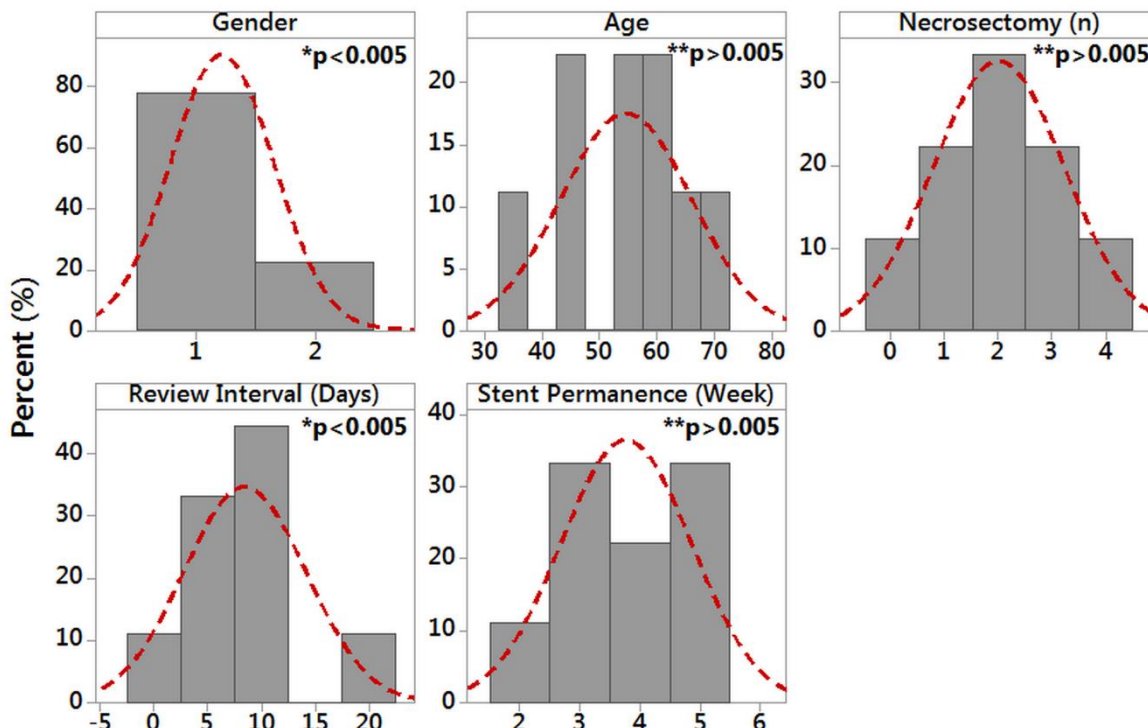 Gender
*p<0.005
80
60
40
20
0
1 2
Age
**p>0.005
20
15
10
5
0
30 40 50 60 70 80
Necrosectomy (n)
**p>0.005
30
20
10
0
0 1 2 3 4
Percent (%)
Review Interval (Days)
*p<0.005
40
30
20
10
0
-5 0 5 10 15 20
Stent Permanence (Week)
**p>0.005
40
30
20
10
0
2 3 4 5 6